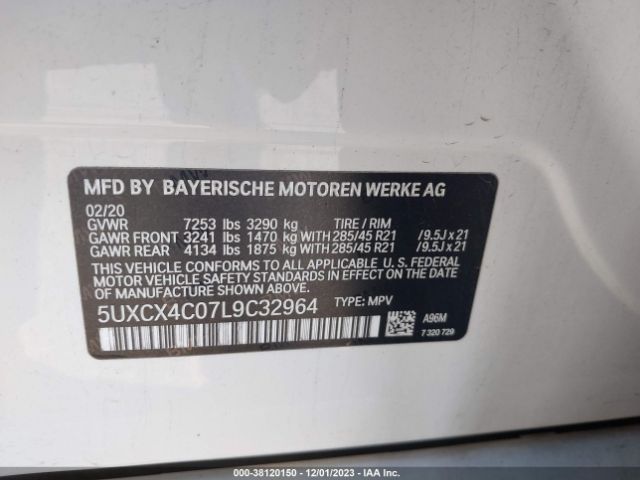 MFD BY BAYERISCHE MOTOREN WERKE AG
02/20
GVWR 7253 lbs 3290 kg TIRE / RIM
GAWR FRONT 3241 lbs 1470 kg WITH 285/45 R21 /9.5J x 21
GAWR REAR 4134 lbs 1875 kg WITH 285/45 R21 /9.5J x 21
THIS VEHICLE CONFORMS TO ALL APPLICABLE U. S. FEDERAL
MOTOR VEHICLE SAFETY STANDARDS IN EFFECT ON THE DATE OF
MANUFACTURE SHOWN ABOVE.
5UXCX4C07L9C32964 TYPE: MPV
A96M
7 320 729
000-38120150 - 12/01/2023 - IAA Inc.